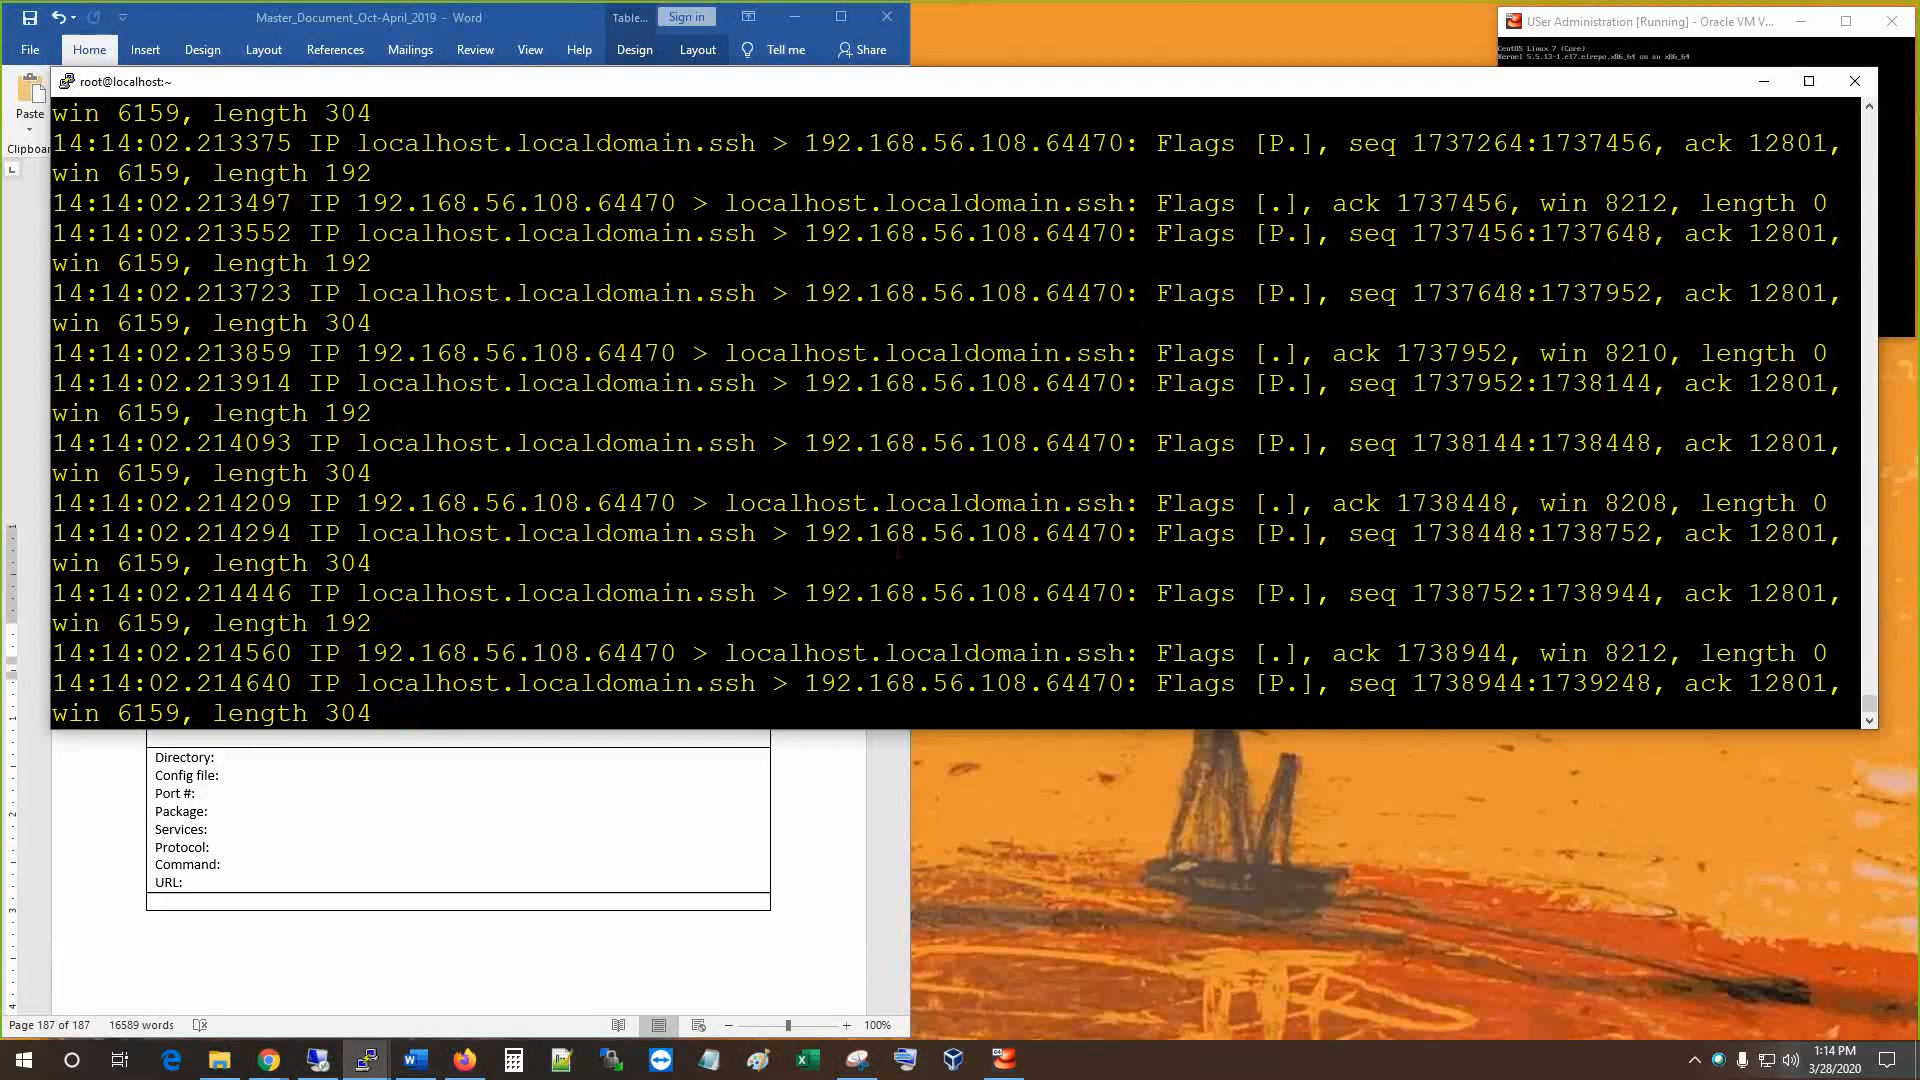 Master_Document_Oct-April_2019 - Word
Table...
Sign in
File
Home
Insert
Design
Layout
References
Mailings
Review
View
Help
Design
Layout
Tell me
Share
USer Administration [Running] - Oracle VM V...
CentOS Linux 7 (Core)
Kernel 5.5.13-1.el7.elrepo.x86_64 on an x86_64
Paste
Clipboar
root@localhost:~
win 6159, length 304
14:14:02.213375 IP localhost.localdomain.ssh > 192.168.56.108.64470: Flags [P.], seq 1737264:1737456, ack 12801,
win 6159, length 192
14:14:02.213497 IP 192.168.56.108.64470 > localhost.localdomain.ssh: Flags [.], ack 1737456, win 8212, length 0
14:14:02.213552 IP localhost.localdomain.ssh > 192.168.56.108.64470: Flags [P.], seq 1737456:1737648, ack 12801,
win 6159, length 192
14:14:02.213723 IP localhost.localdomain.ssh > 192.168.56.108.64470: Flags [P.], seq 1737648:1737952, ack 12801,
win 6159, length 304
14:14:02.213859 IP 192.168.56.108.64470 > localhost.localdomain.ssh: Flags [.], ack 1737952, win 8210, length 0
14:14:02.213914 IP localhost.localdomain.ssh > 192.168.56.108.64470: Flags [P.], seq 1737952:1738144, ack 12801,
win 6159, length 192
14:14:02.214093 IP localhost.localdomain.ssh > 192.168.56.108.64470: Flags [P.], seq 1738144:1738448, ack 12801,
win 6159, length 304
14:14:02.214209 IP 192.168.56.108.64470 > localhost.localdomain.ssh: Flags [.], ack 1738448, win 8208, length 0
14:14:02.214294 IP localhost.localdomain.ssh > 192.168.56.108.64470: Flags [P.], seq 1738448:1738752, ack 12801,
win 6159, length 304
14:14:02.214446 IP localhost.localdomain.ssh > 192.168.56.108.64470: Flags [P.], seq 1738752:1738944, ack 12801,
win 6159, length 192
14:14:02.214560 IP 192.168.56.108.64470 > localhost.localdomain.ssh: Flags [.], ack 1738944, win 8212, length 0
14:14:02.214640 IP localhost.localdomain.ssh > 192.168.56.108.64470: Flags [P.], seq 1738944:1739248, ack 12801,
win 6159, length 304
Directory:
Config file:
Port #:
Package:
Services:
Protocol:
Command:
URL:
Page 187 of 187
16589 words
100%
1:14 PM
3/28/2020